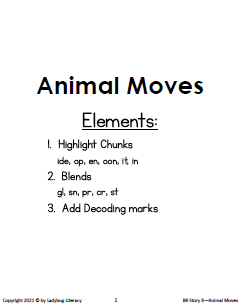 Animal Moves
Elements:
1. Highlight Chunks
ide, op, en, oon, it, in
2. Blends
gl, sn, pr, cr, st
3. Add Decoding marks
Copyright 2021 © by Ladybug Literacy
1
BR Story 3—Animal Moves